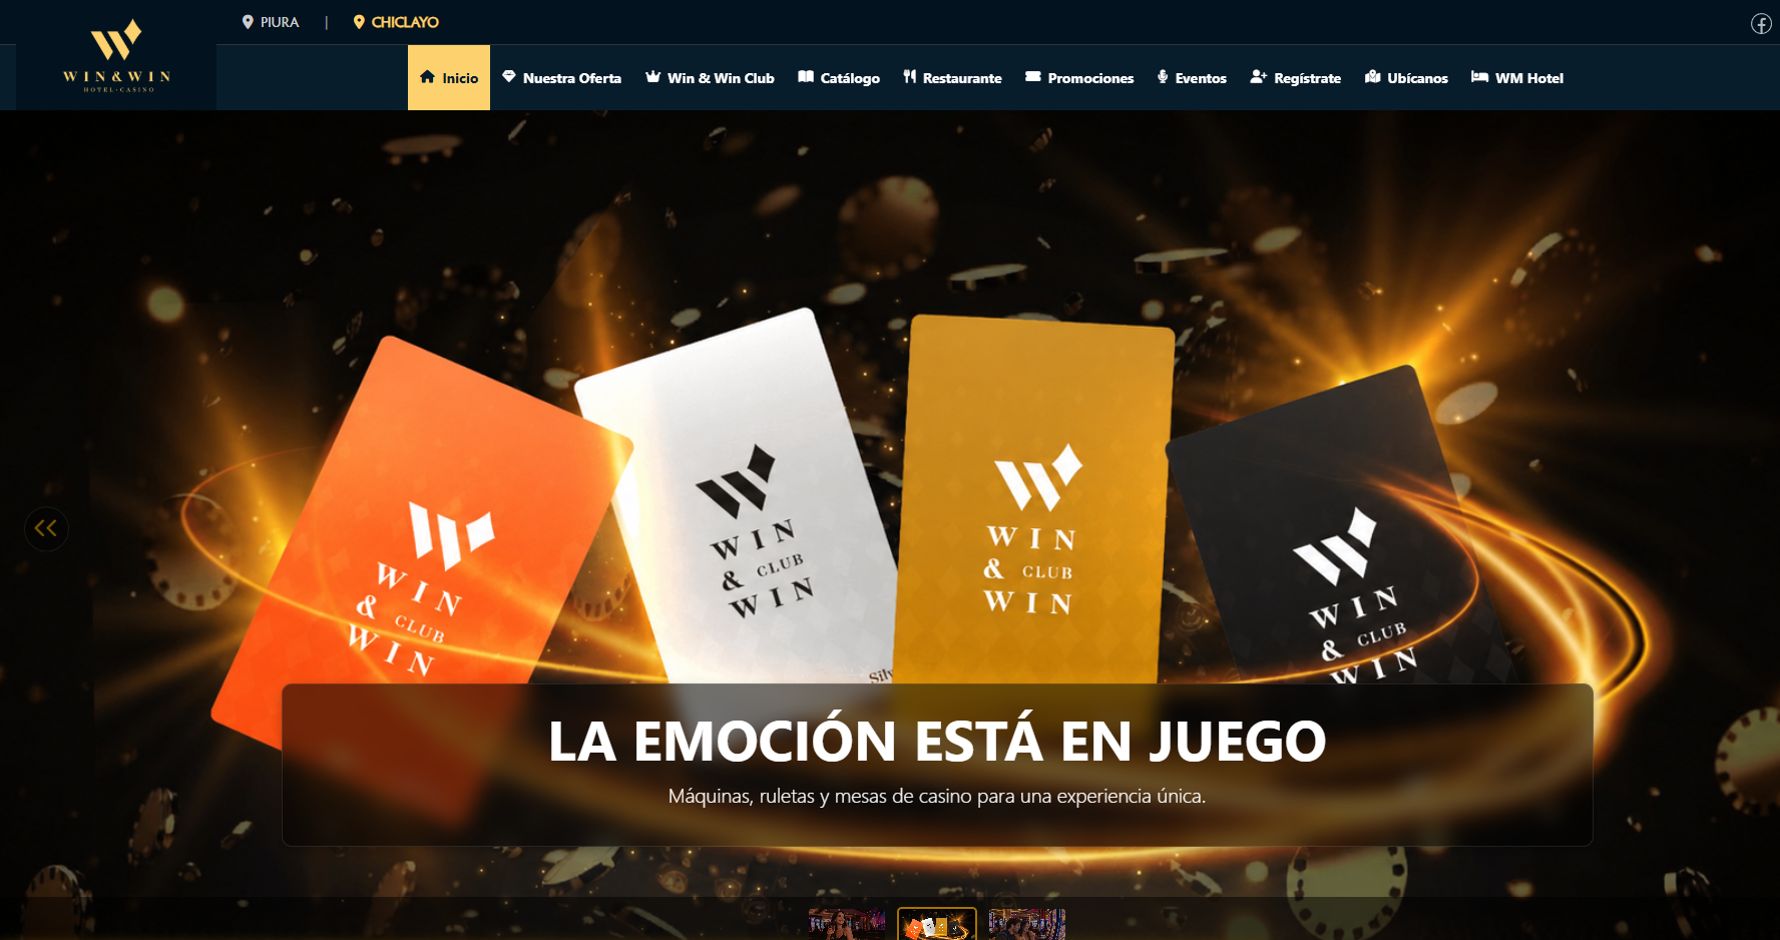 PIURA | CHICLAYO
WIN & WIN
HOTEL • CASINO
Inicio Nuestra Oferta Win & Win Club Catálogo Restaurante Promociones Eventos Regístrate Ubícanos WM Hotel
WIN
& CLUB
WIN
WIN
& CLUB
WIN
WIN
& CLUB
WIN
WIN
& CLUB
WIN
LA EMOCIÓN ESTÁ EN JUEGO
Máquinas, ruletas y mesas de casino para una experiencia única.